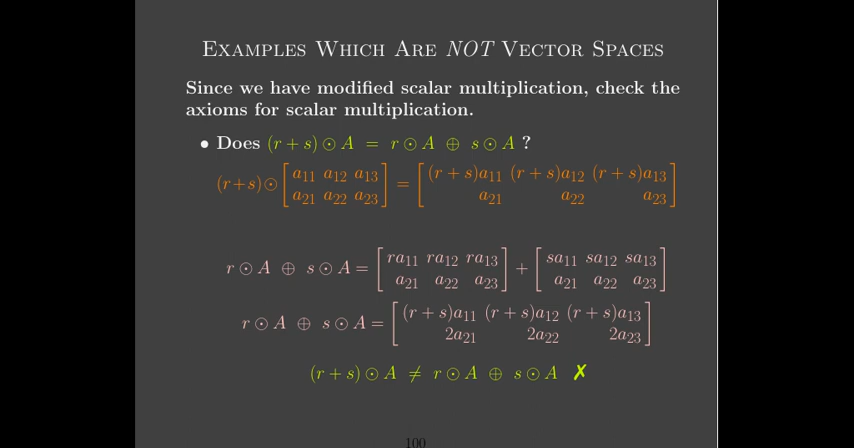 Examples Which Are NOT Vector Spaces
Since we have modified scalar multiplication, check the
axioms for scalar multiplication.
• Does (r + s) ⊙ A = r ⊙ A ⊕ s ⊙ A ?
(r+s)⊙ [ a₁₁ a₁₂ a₁₃ ; a₂₁ a₂₂ a₂₃ ] = [ (r + s)a₁₁ (r + s)a₁₂ (r + s)a₁₃ ; a₂₁ a₂₂ a₂₃ ]
r ⊙ A ⊕ s ⊙ A = [ ra₁₁ ra₁₂ ra₁₃ ; a₂₁ a₂₂ a₂₃ ] + [ sa₁₁ sa₁₂ sa₁₃ ; a₂₁ a₂₂ a₂₃ ]
r ⊙ A ⊕ s ⊙ A = [ (r + s)a₁₁ (r + s)a₁₂ (r + s)a₁₃ ; 2a₂₁ 2a₂₂ 2a₂₃ ]
(r + s) ⊙ A ≠ r ⊙ A ⊕ s ⊙ A ✗
100